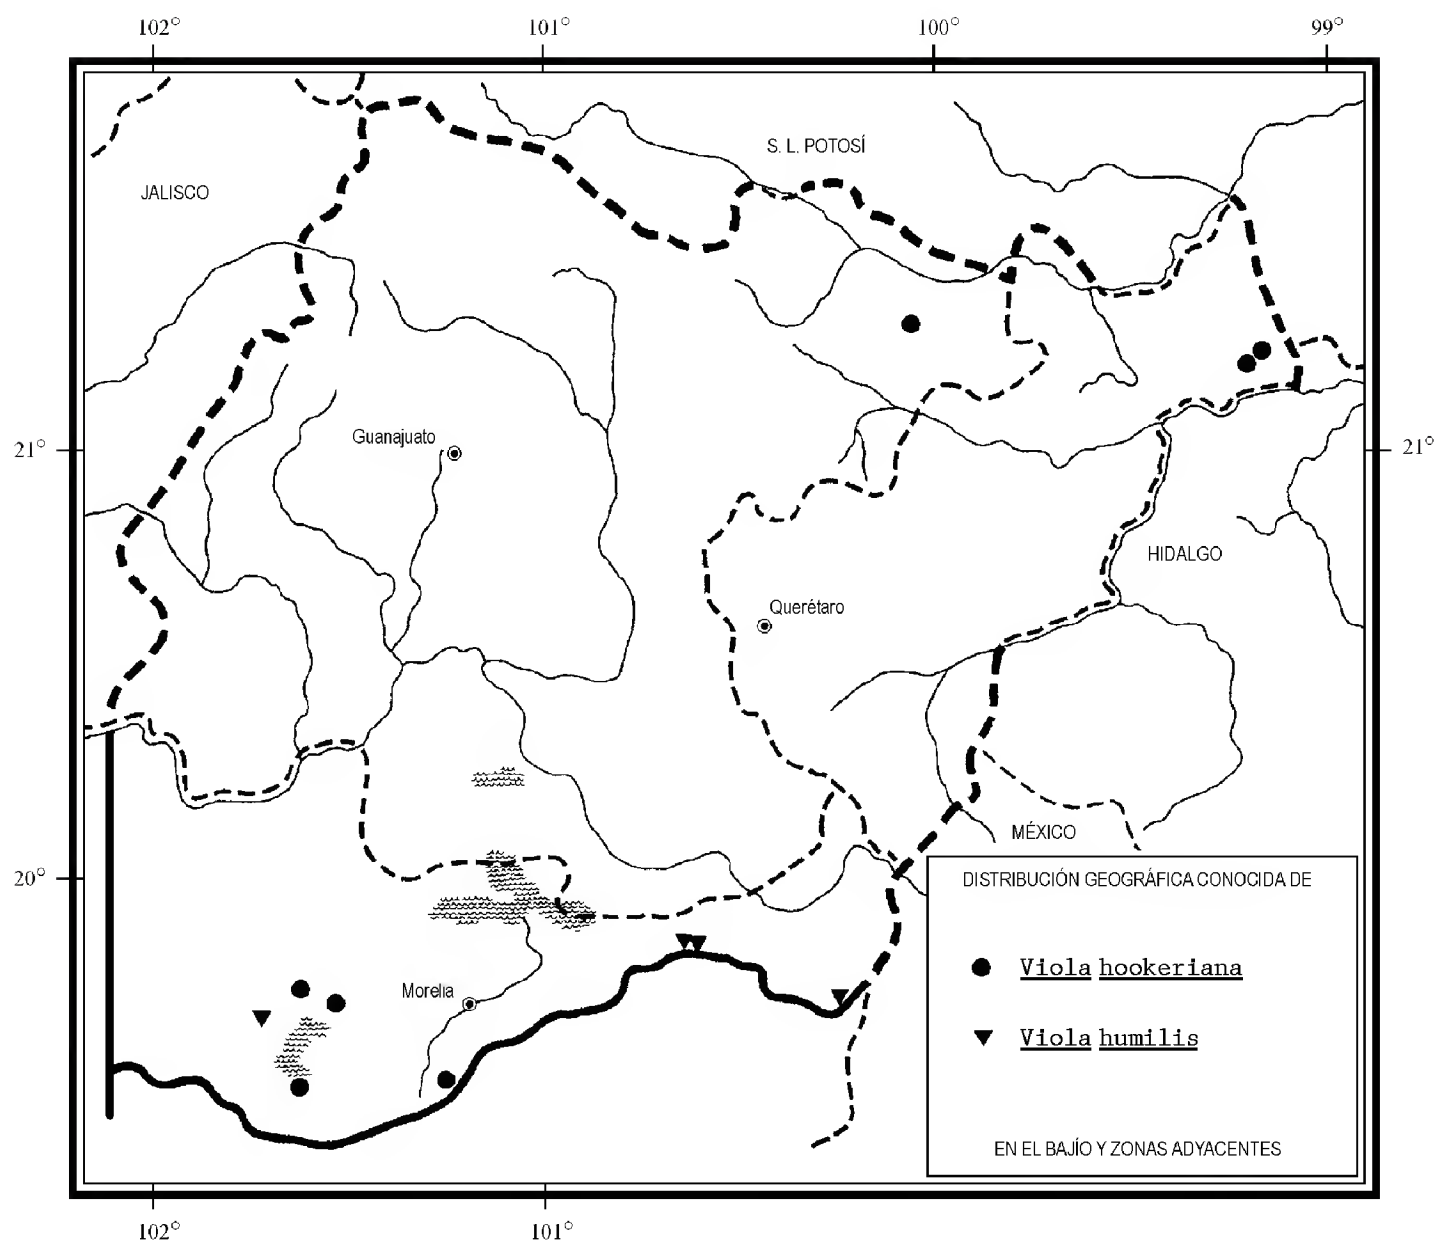 102° 101° 100° 99°
S. L. POTOSÍ
JALISCO
Guanajuato
21° 21°
HIDALGO
Querétaro
MÉXICO
20°
DISTRIBUCIÓN GEOGRÁFICA CONOCIDA DE
Viola hookeriana
Morelia
Viola humilis
EN EL BAJÍO Y ZONAS ADYACENTES
102° 101°